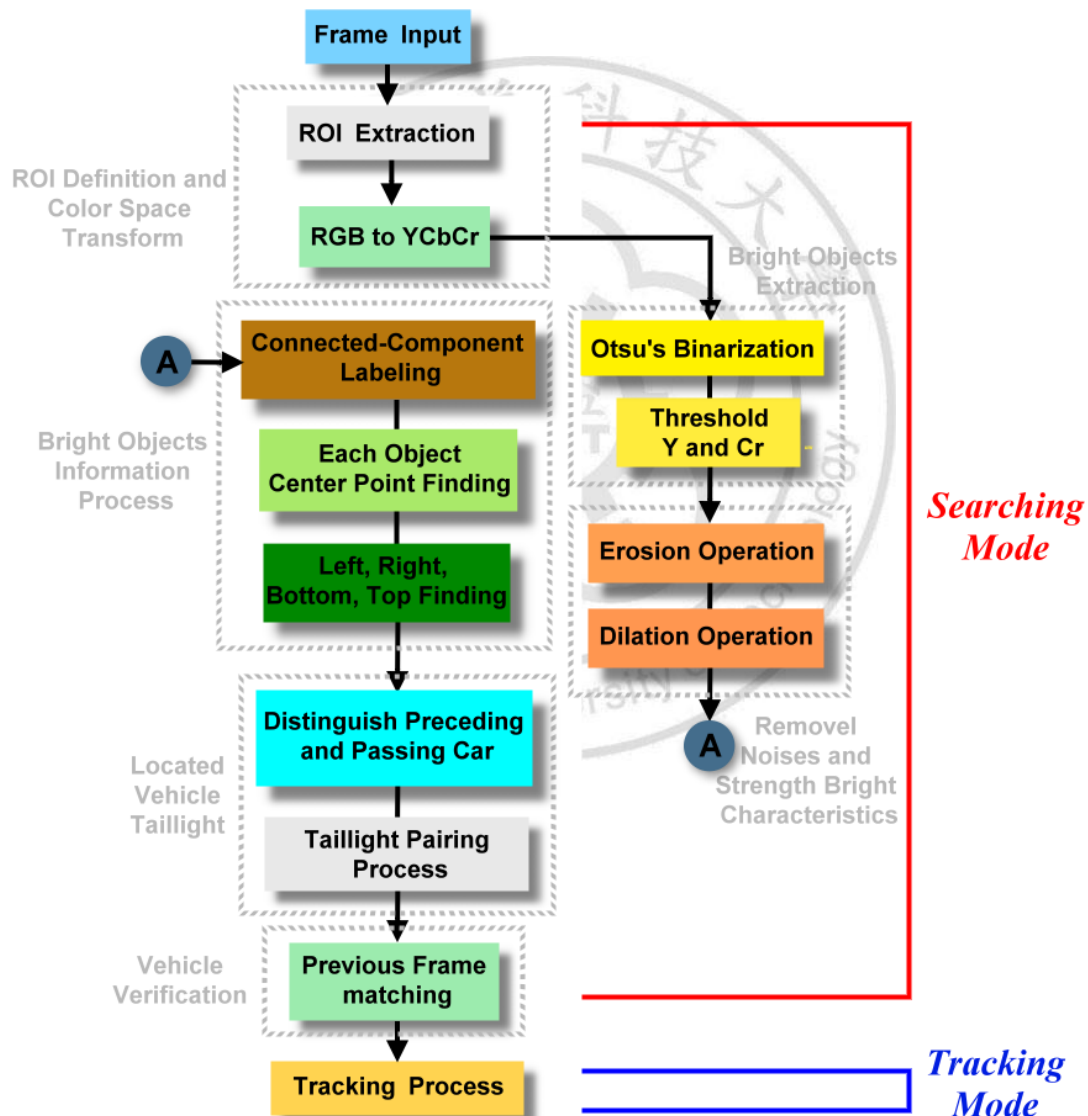 Frame Input
ROI Extraction
RGB to YCbCr
ROI Definition and
Color Space
Transform
Bright Objects
Extraction
Otsu's Binarization
Threshold
Y and Cr
Erosion Operation
Dilation Operation
A
Removel
Noises and
Strength Bright
Characteristics
A
Connected-Component
Labeling
Each Object
Center Point Finding
Left, Right,
Bottom, Top Finding
Bright Objects
Information
Process
Distinguish Preceding
and Passing Car
Taillight Pairing
Process
Located
Vehicle
Taillight
Previous Frame
matching
Vehicle
Verification
Tracking Process
Searching
Mode
Tracking
Mode
科技大